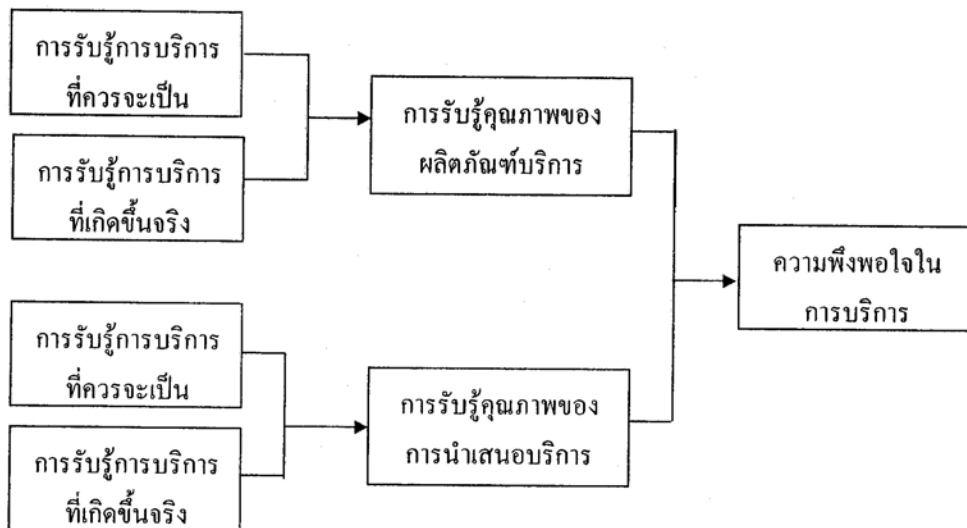 การรับรู้การบริการ
ที่ควรจะเป็น
การรับรู้การบริการ
ที่เกิดขึ้นจริง
การรับรู้คุณภาพของ
ผลิตภัณฑ์บริการ
ความพึงพอใจใน
การบริการ
การรับรู้การบริการ
ที่ควรจะเป็น
การรับรู้การบริการ
ที่เกิดขึ้นจริง
การรับรู้คุณภาพของ
การนำเสนอบริการ